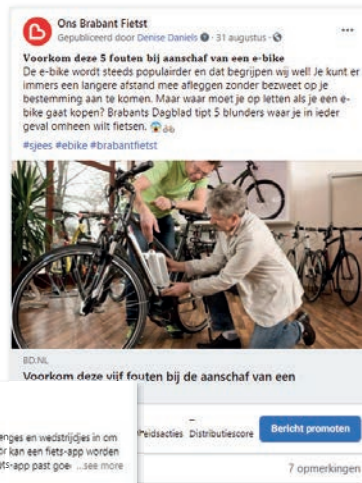 Ons Brabant Fietst
Gepubliceerd door Denise Daniels · 31 augustus ·
Voorkom deze 5 fouten bij aanschaf van een e-bike
De e-bike wordt steeds populairder en dat begrijpen wij wel! Je kunt er
immers een langere afstand mee afleggen zonder bezweet op je
bestemming aan te komen. Maar waar moet je op letten als je een e-
bike gaat kopen? Brabants Dagblad tipt 5 blunders waar je in ieder
geval omheen wilt fietsen.
#sjees #ebike #brabantfietst
BD.NL
Voorkom deze vijf fouten bij de aanschaf van een
enges en wedstrijdjes in om
or kan een fiets-app worden
ts-app past goe ...see more
eidsacties Distributiescore Bericht promoten
7 opmerkingen